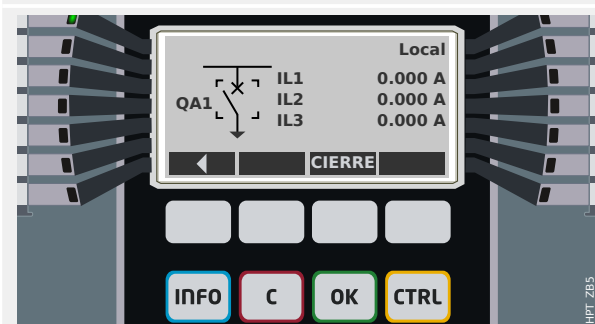 Local
IL1 0.000 A
QA1 IL2 0.000 A
IL3 0.000 A
CIERRE
INFO C OK CTRL
HPT_ZB5